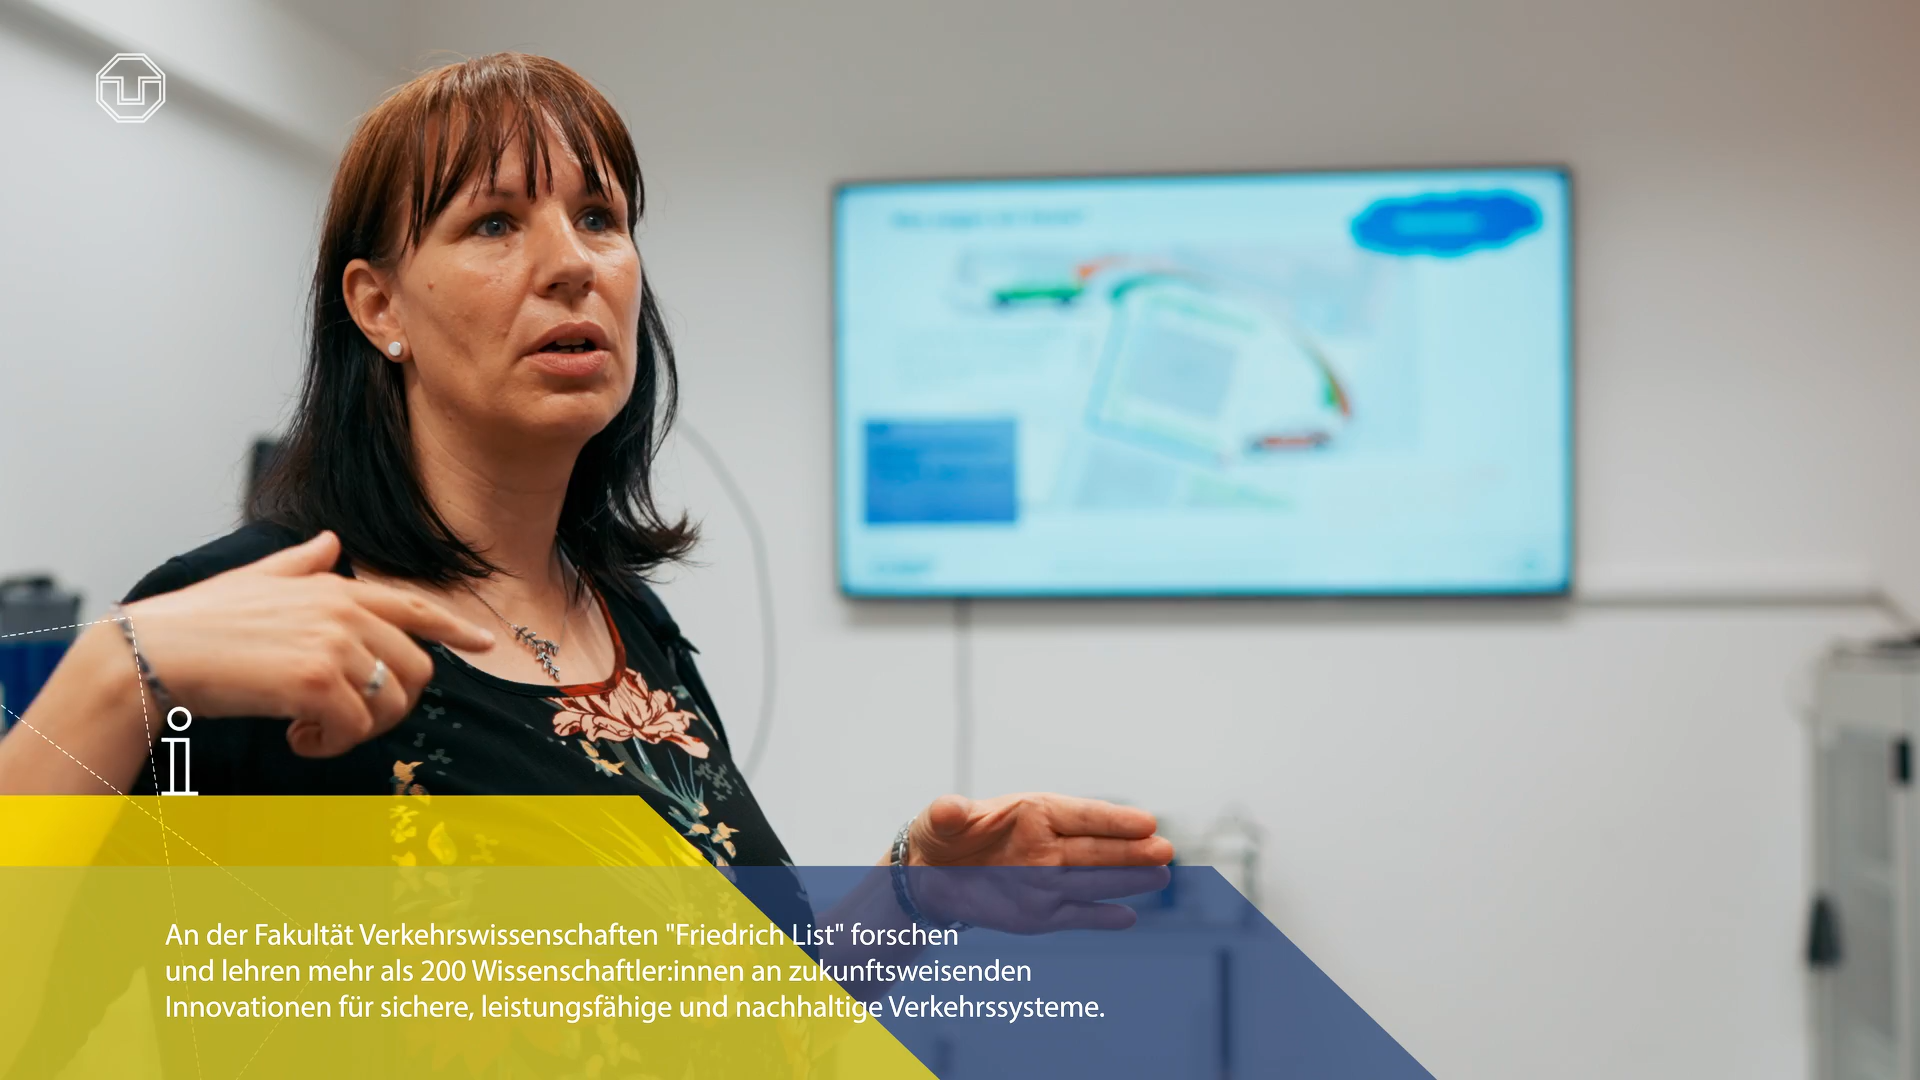 An der Fakultät Verkehrswissenschaften "Friedrich List" forschen
und lehren mehr als 200 Wissenschaftler:innen an zukunftsweisenden
Innovationen für sichere, leistungsfähige und nachhaltige Verkehrssysteme.